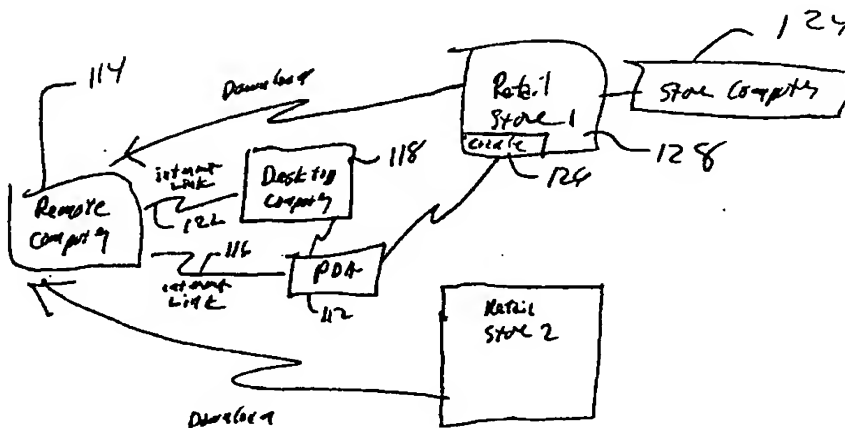 124
114
Download
Retail
Store 1
Store Computer
118
128
Cradle
126
internet
Link
Desktop
Computer
Remote
Computer
122
116
internet
Link
PDA
112
Retail
Store 2
Download